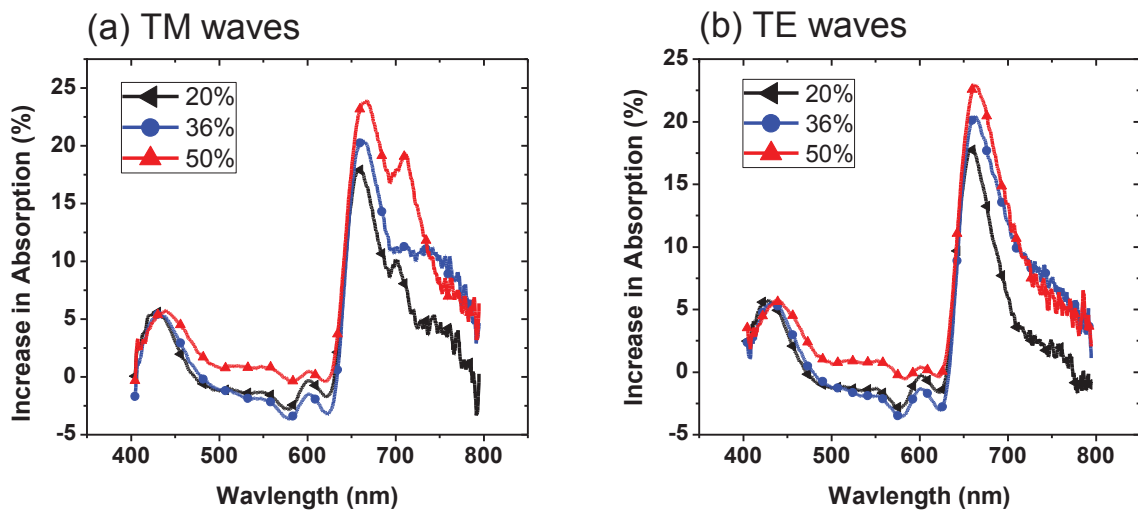 (a) TM waves
25
20
15
10
5
0
-5
400 500 600 700 800
Wavlength (nm)
Increase in Absorption (%)
20%
36%
50%
(b) TE waves
25
20
15
10
5
0
-5
400 500 600 700 800
Wavlength (nm)
Increase in Absorption (%)
20%
36%
50%